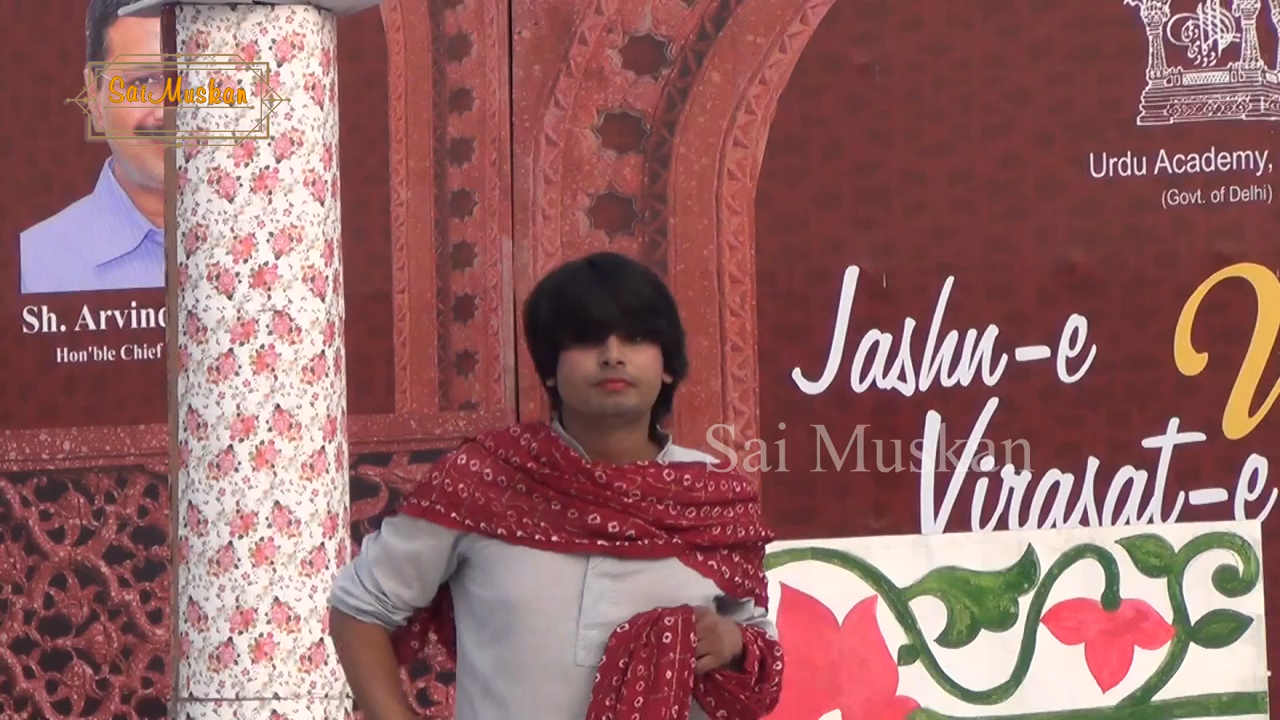 Sai Muskan
Sh. Arvind
Hon'ble Chief
Urdu Academy,
(Govt. of Delhi)
Jashn-e
Virasat-e
Sai Muskan